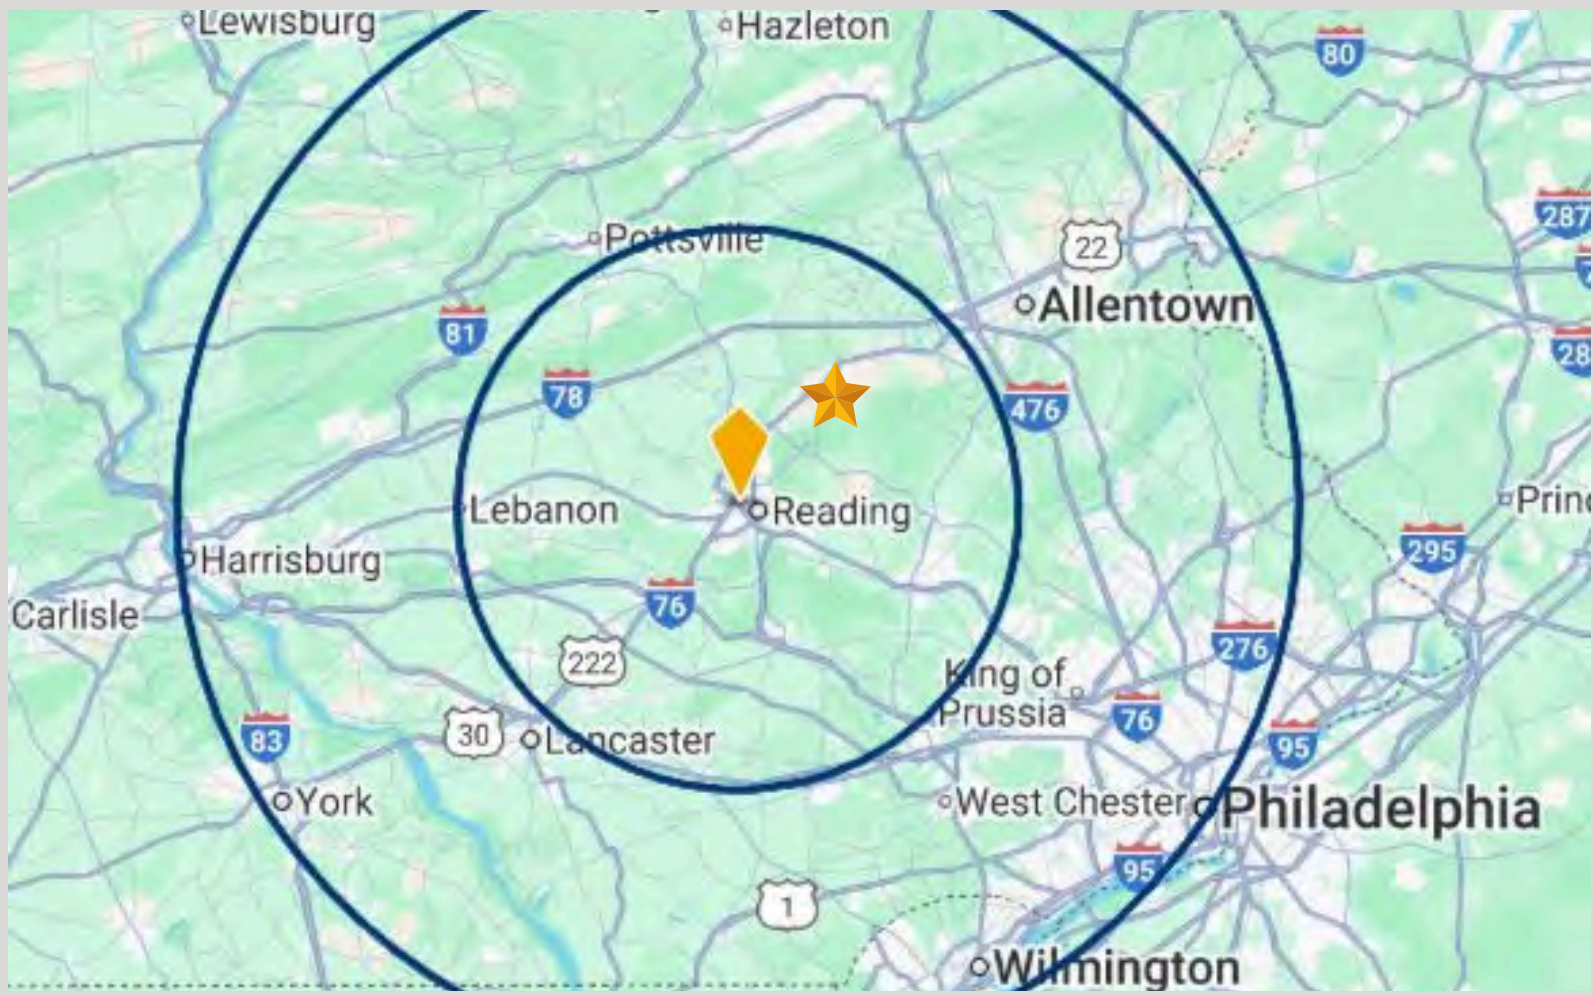 Lewisburg
Hazleton
80
287
Pottsville
22
Allentown
81
28
78
476
Lebanon
Reading
Princ
295
Harrisburg
Carlisle
76
276
222
King of
Prussia
76
83
30
Lancaster
95
York
West Chester
Philadelphia
95
1
Wilmington